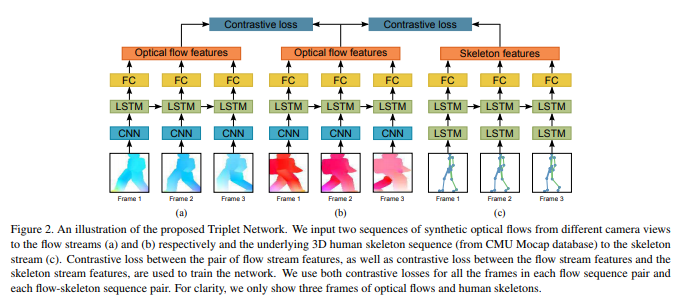 Contrastive loss Contrastive loss
Optical flow features Optical flow features Skeleton features
FC FC FC FC FC FC FC FC FC
LSTM LSTM LSTM LSTM LSTM LSTM LSTM LSTM LSTM
CNN CNN CNN CNN CNN CNN LSTM LSTM LSTM
Frame 1 Frame 2 Frame 3 Frame 1 Frame 2 Frame 3 Frame 1 Frame 2 Frame 3
(a) (b) (c)
Figure 2. An illustration of the proposed Triplet Network. We input two sequences of synthetic optical flows from different camera views
to the flow streams (a) and (b) respectively and the underlying 3D human skeleton sequence (from CMU Mocap database) to the skeleton
stream (c). Contrastive loss between the pair of flow stream features, as well as contrastive loss between the flow stream features and the
skeleton stream features, are used to train the network. We use both contrastive losses for all the frames in each flow sequence pair and
each flow-skeleton sequence pair. For clarity, we only show three frames of optical flows and human skeletons.